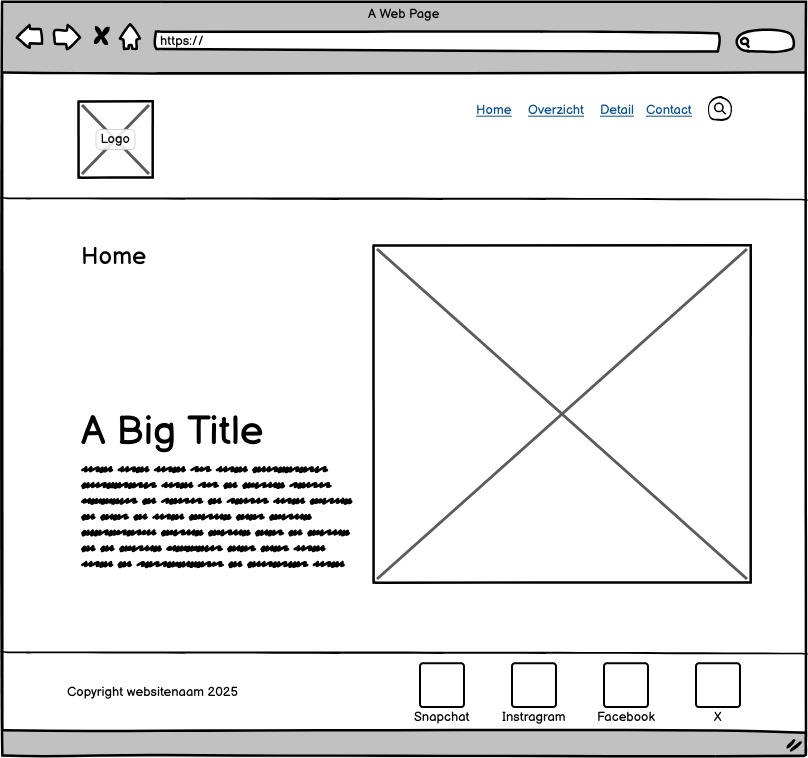 A Web Page
https://
Logo
Home Overzicht Detail Contact
Home
A Big Title
Copyright websitenaam 2025
Snapchat Instragram Facebook X